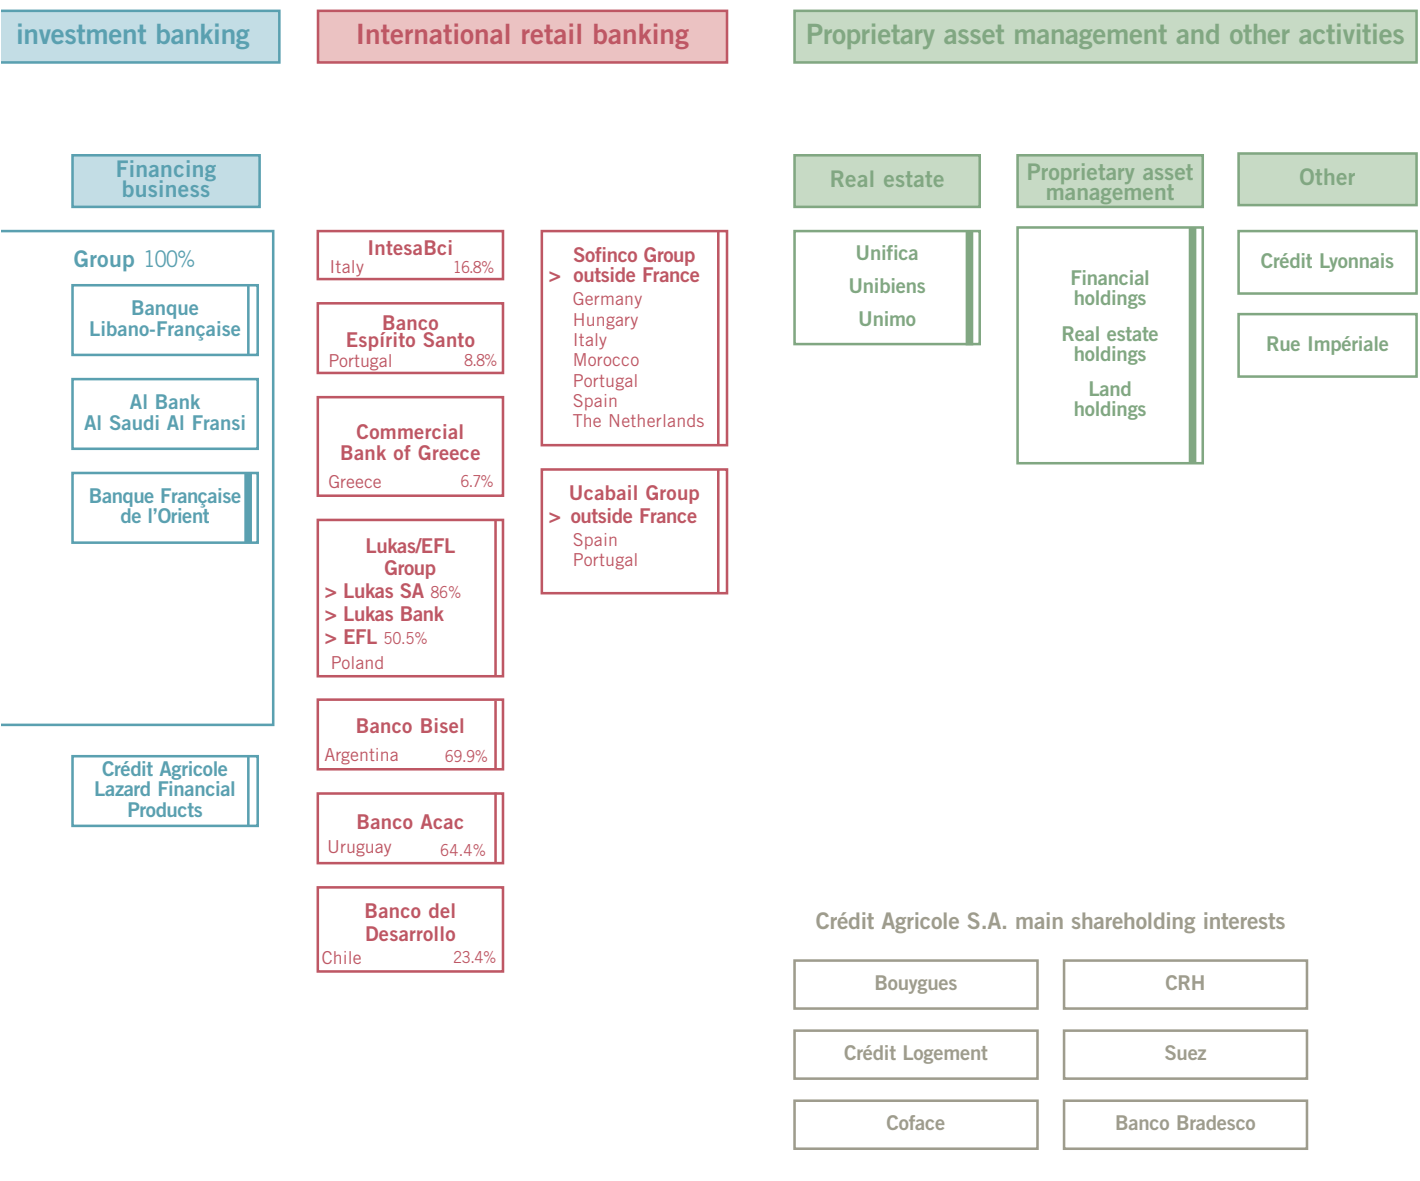 investment banking
International retail banking
Proprietary asset management and other activities
Financing
business
Group 100%
Banque
Libano-Française
Al Bank
Al Saudi Al Fransi
Banque Française
de l'Orient
Crédit Agricole
Lazard Financial
Products
IntesaBci
Italy 16.8%
Banco
Espírito Santo
Portugal 8.8%
Commercial
Bank of Greece
Greece 6.7%
Lukas/EFL
Group
> Lukas SA 86%
> Lukas Bank
> EFL 50.5%
Poland
Banco Bisel
Argentina 69.9%
Banco Acac
Uruguay 64.4%
Banco del
Desarrollo
Chile 23.4%
Sofinco Group
> outside France
Germany
Hungary
Italy
Morocco
Portugal
Spain
The Netherlands
Ucabail Group
> outside France
Spain
Portugal
Real estate
Unifica
Unibiens
Unimo
Proprietary asset
management
Financial
holdings
Real estate
holdings
Land
holdings
Other
Crédit Lyonnais
Rue Impériale
Crédit Agricole S.A. main shareholding interests
Bouygues
CRH
Crédit Logement
Suez
Coface
Banco Bradesco